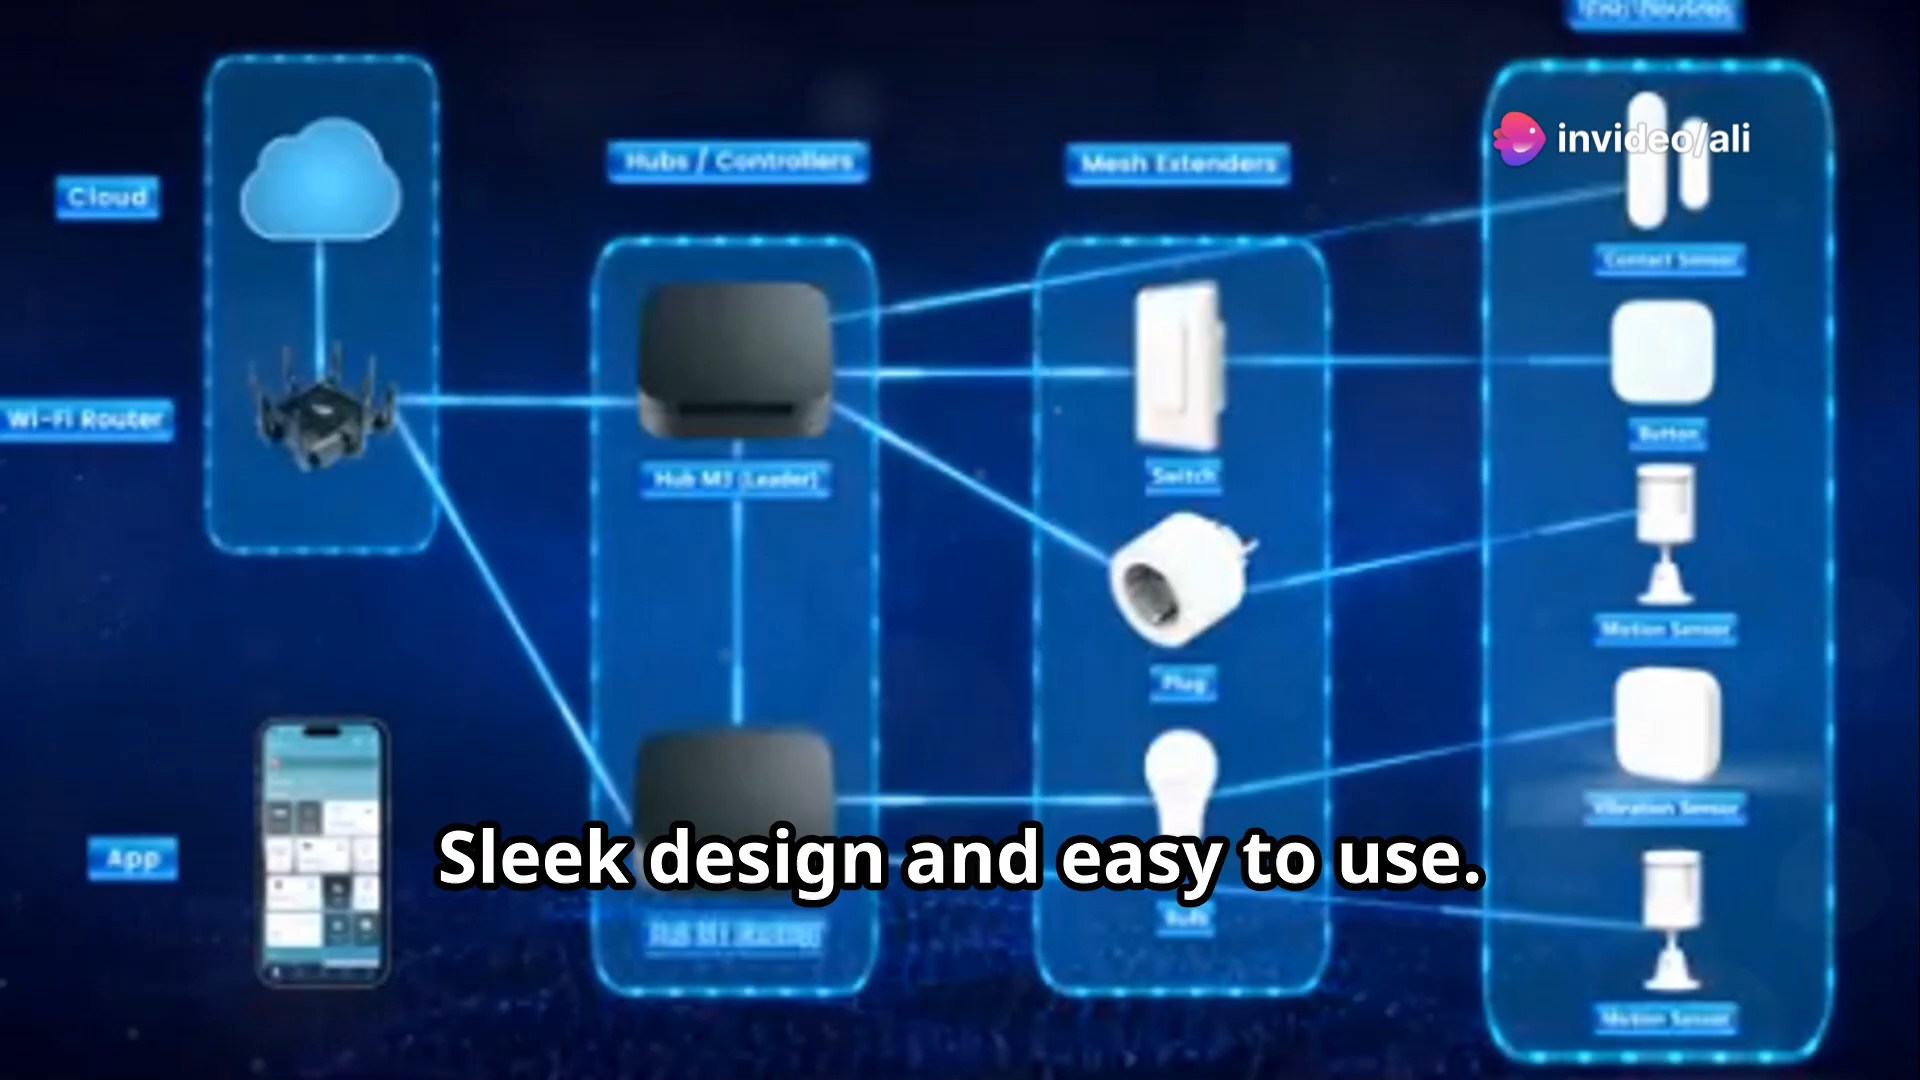 invideo/ali
Hubs / Controllers
Mesh Extenders
Cloud
Contact Sensor
Wi-Fi Router
Button
Hub M3 (Leader)
Switch
Motion Sensor
Plug
Vibration Sensor
App
Sleek design and easy to use.
Motion Sensor